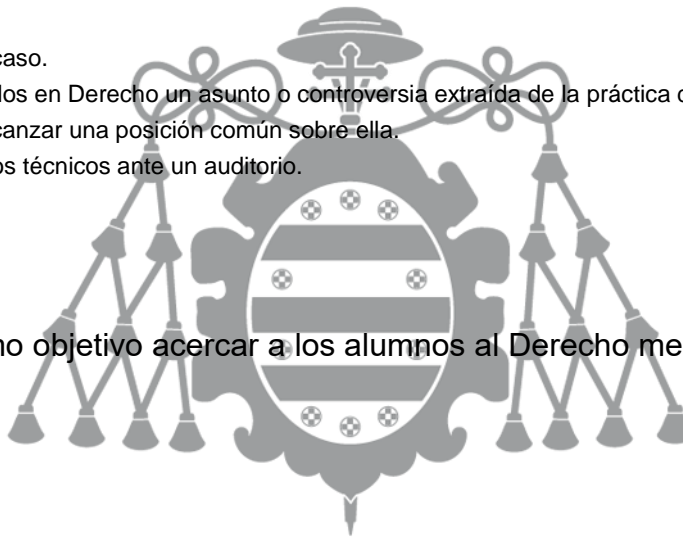 caso.
dos en Derecho un asunto o controversia extraída de la práctica
canzar una posición común sobre ella.
os técnicos ante un auditorio.
no objetivo acercar a los alumnos al Derecho me